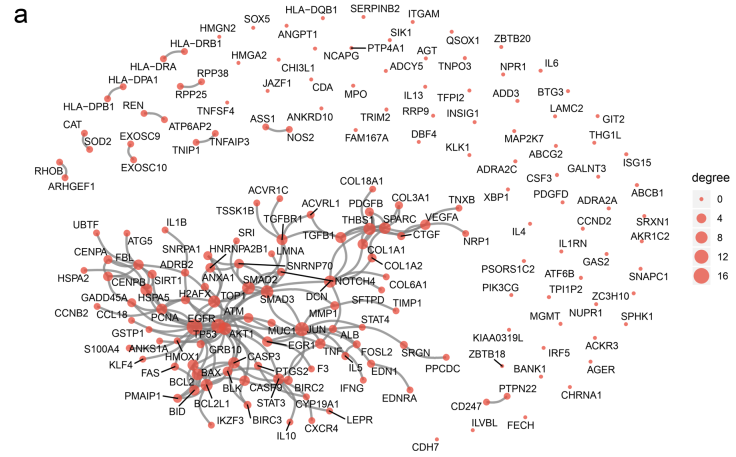 a
HLA-DQB1
SERPINB2
ITGAM
SOX5
HMGN2
ANGPT1
SIK1
QSOX1
ZBTB20
HLA-DRB1
NCAPG
PTP4A1
AGT
HLA-DRA
HMGA2
CHI3L1
ADCY5
TNPO3
NPR1
IL6
HLA-DPA1
RPP38
JAZF1
CDA
MPO
IL13
TFPI2
ADD3
BTG3
HLA-DPB1
REN
RPP25
TNFSF4
ASS1
ANKRD10
TRIM2
RRP9
INSIG1
LAMC2
GIT2
CAT
EXOSC9
ATP6AP2
TNFAIP3
NOS2
FAM167A
DBF4
MAP2K7
THG1L
SOD2
TNIP1
KLK1
ABCG2
ISG15
EXOSC10
ADRA2C
GALNT3
RHOB
CSF3
ARHGEF1
COL18A1
ABCB1
ACVR1C
XBP1
PDGFD
ADRA2A
PDGFB
COL3A1
TNXB
TSSK1B
ACVRL1
THBS1
SPARC
VEGFA
CCND2
TXN1
UBTF
IL1B
TGFBR1
IL4
AKR1C2
ATG5
SRI
TGFB1
CTGF
NRP1
IL1RN
CENPA
FBL
SNRPA1
HNRNPA2B1
LMNA
COL1A1
GAS2
HSPA2
ADRB2
SNRNP70
COL1A2
PSORS1C2
ATF6B
SNAPC1
CENPB
SIRT1
ANXA1
SMAD2
NOTCH4
COL6A1
PIK3CG
TPI1P2
ZC3H10
GADD45A
HSPA5
H2AFX
TOP1
SMAD3
DCN
SFTPD
TIMP1
NUPR1
CCNB2
CCL18
PCNA
ATM
MMP1
MGMT
SPHK1
EGFR
STAT4
GSTP1
TP53
AKT1
MUC1
JUN
ALB
KIAA0319L
ACKR3
S100A4
ANKS1A
GRB10
EGR1
FOSL2
SRGN
ZBTB18
IRF5
KLF4
HMOX1
CASP3
TNF
IL5
EDN1
PPCDC
BANK1
AGER
FAS
BAX
PTGS2
F3
BCL2
IFNG
EDNRA
PTPN22
CHRNA1
PMAIP1
BLK
CASP9
BIRC2
CD247
BID
BCL2L1
STAT3
CYP19A1
IKZF3
BIRC3
LEPR
ILVBL
FECH
IL10
CXCR4
CDH7
degree
0
4
8
12
16